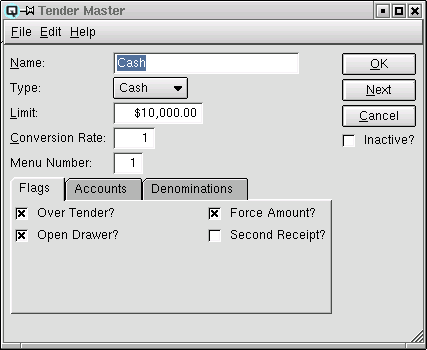 Tender Master
File Edit Help
Name: Cash OK
Type: Cash Next
Limit: $10,000.00 Cancel
Conversion Rate: 1 Inactive?
Menu Number: 1
Flags Accounts Denominations
Over Tender? Force Amount?
Open Drawer? Second Receipt?